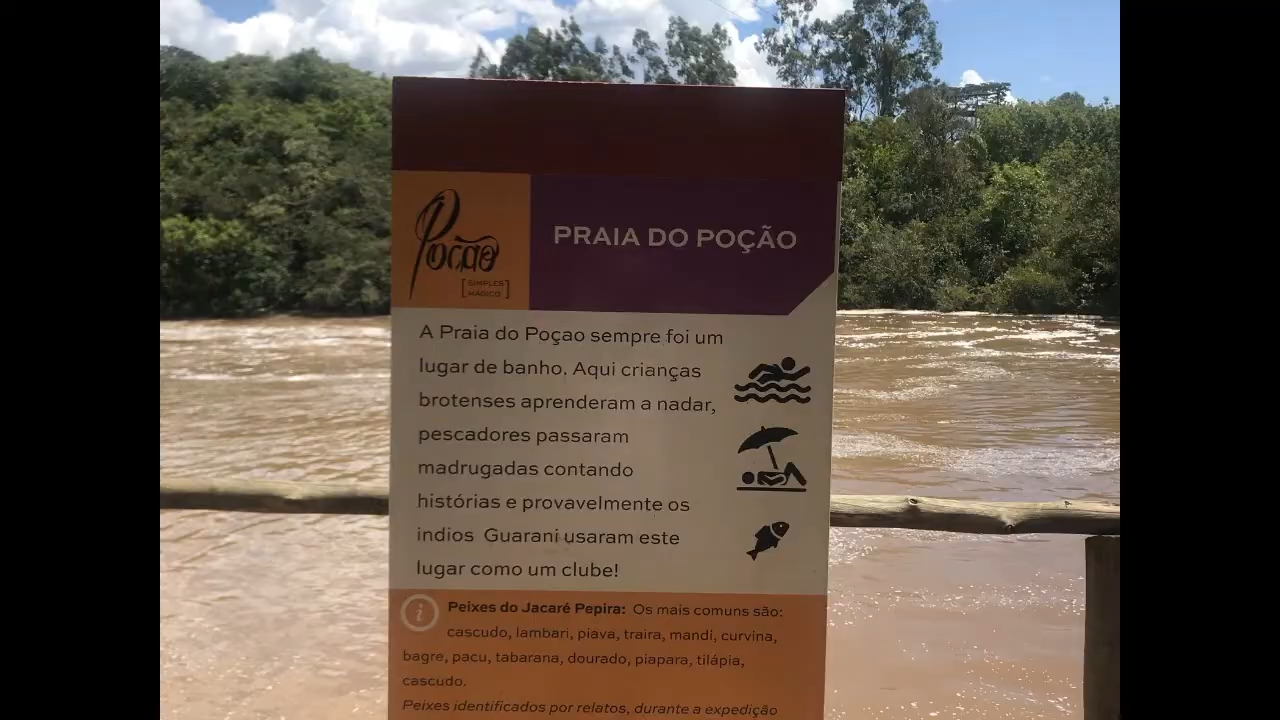 Poção
[SIMPLES
MÁGICO]
PRAIA DO POÇÃO
A Praia do Poçao sempre foi um
lugar de banho. Aqui crianças
brotenses aprenderam a nadar,
pescadores passaram
madrugadas contando
histórias e provavelmente os
indios Guarani usaram este
lugar como um clube!
i
Peixes do Jacaré Pepira: Os mais comuns são:
cascudo, lambari, piava, traira, mandi, curvina,
bagre, pacu, tabarana, dourado, piapara, tilápia,
cascudo.
Peixes identificados por relatos, durante a expedição